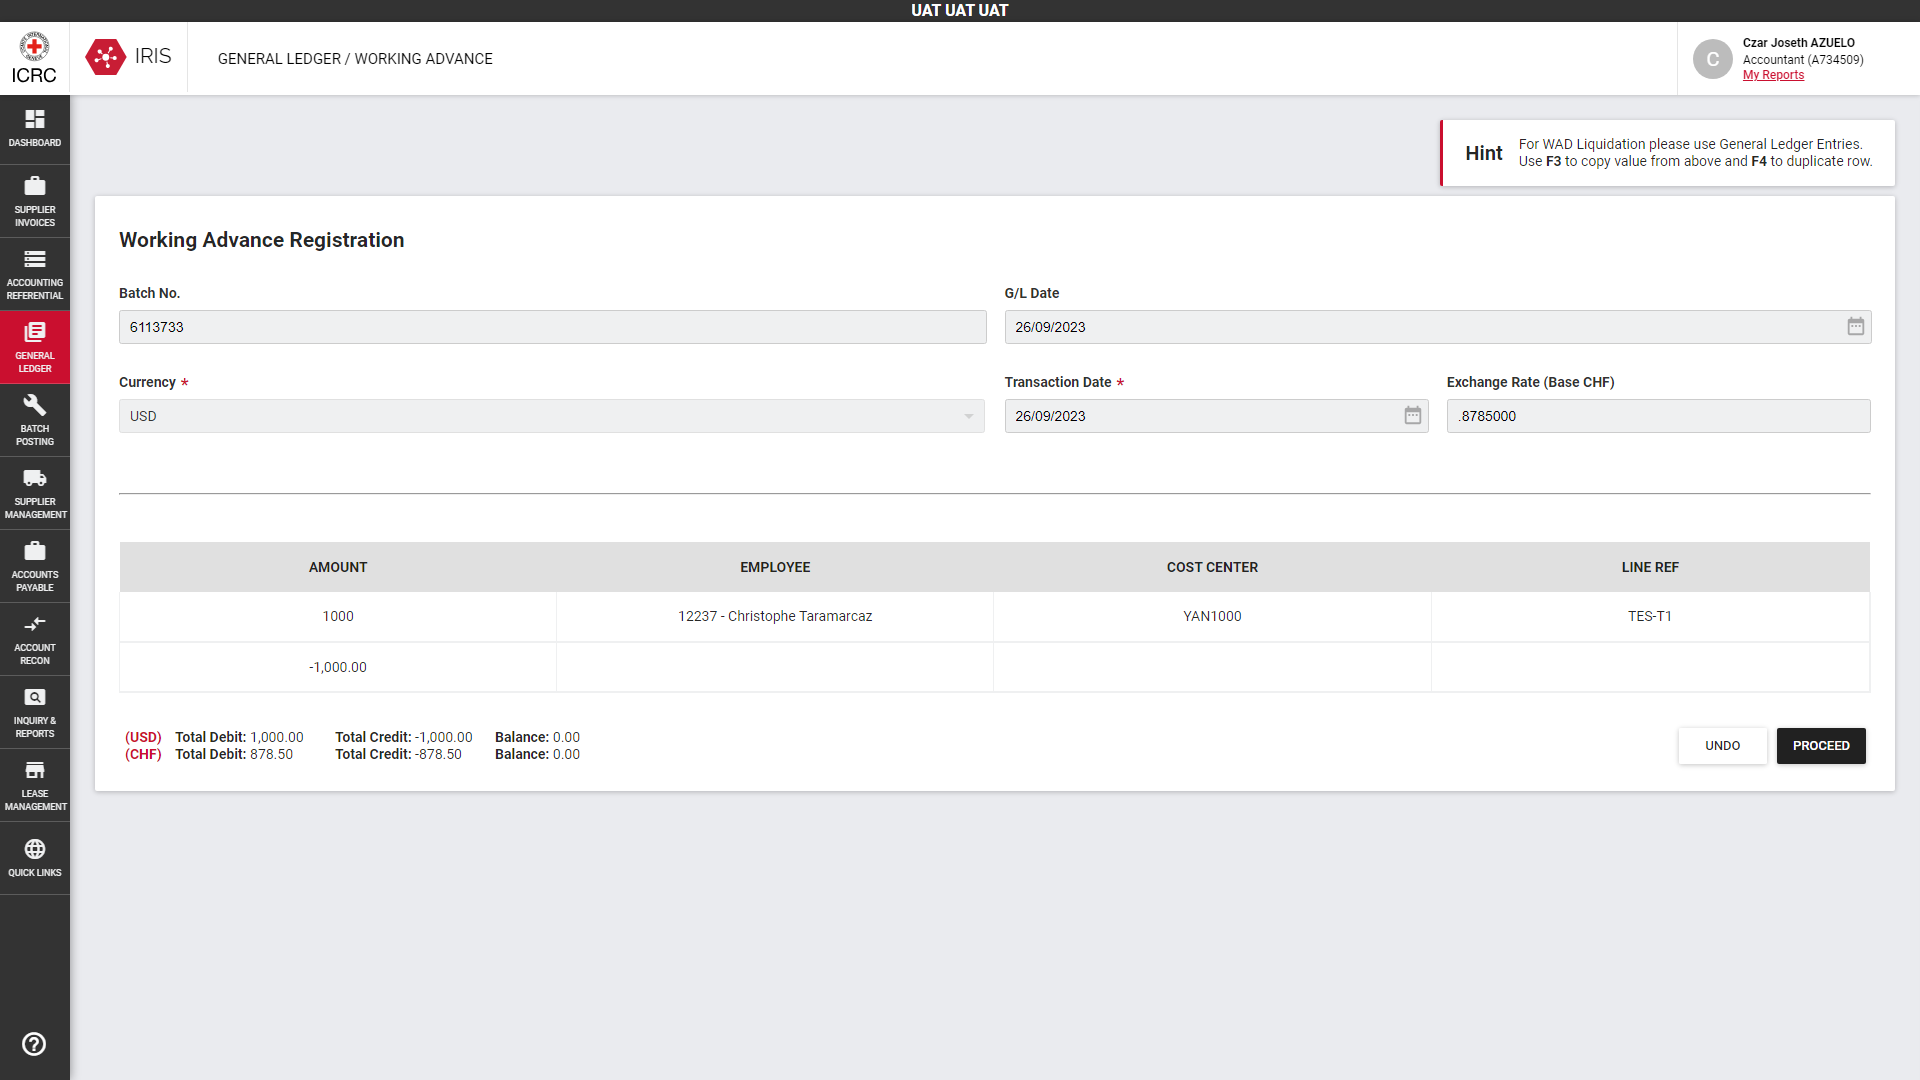 UAT UAT UAT
ICRC
IRIS
GENERAL LEDGER / WORKING ADVANCE
C
Czar Joseth AZUELO
Accountant (A734509)
My Reports
DASHBOARD
SUPPLIER
INVOICES
ACCOUNTING
REFERENTIAL
GENERAL
LEDGER
BATCH
POSTING
SUPPLIER
MANAGEMENT
ACCOUNTS
PAYABLE
ACCOUNT
RECON
INQUIRY &
REPORTS
LEASE
MANAGEMENT
QUICK LINKS
Hint
For WAD Liquidation please use General Ledger Entries.
Use F3 to copy value from above and F4 to duplicate row.
Working Advance Registration
Batch No.
6113733
G/L Date
26/09/2023
Currency *
USD
Transaction Date *
26/09/2023
Exchange Rate (Base CHF)
.8785000
AMOUNT EMPLOYEE COST CENTER LINE REF
1000 12237 - Christophe Taramarcaz YAN1000 TES-T1
-1,000.00
(USD) Total Debit: 1,000.00 Total Credit: -1,000.00 Balance: 0.00
(CHF) Total Debit: 878.50 Total Credit: -878.50 Balance: 0.00
UNDO
PROCEED